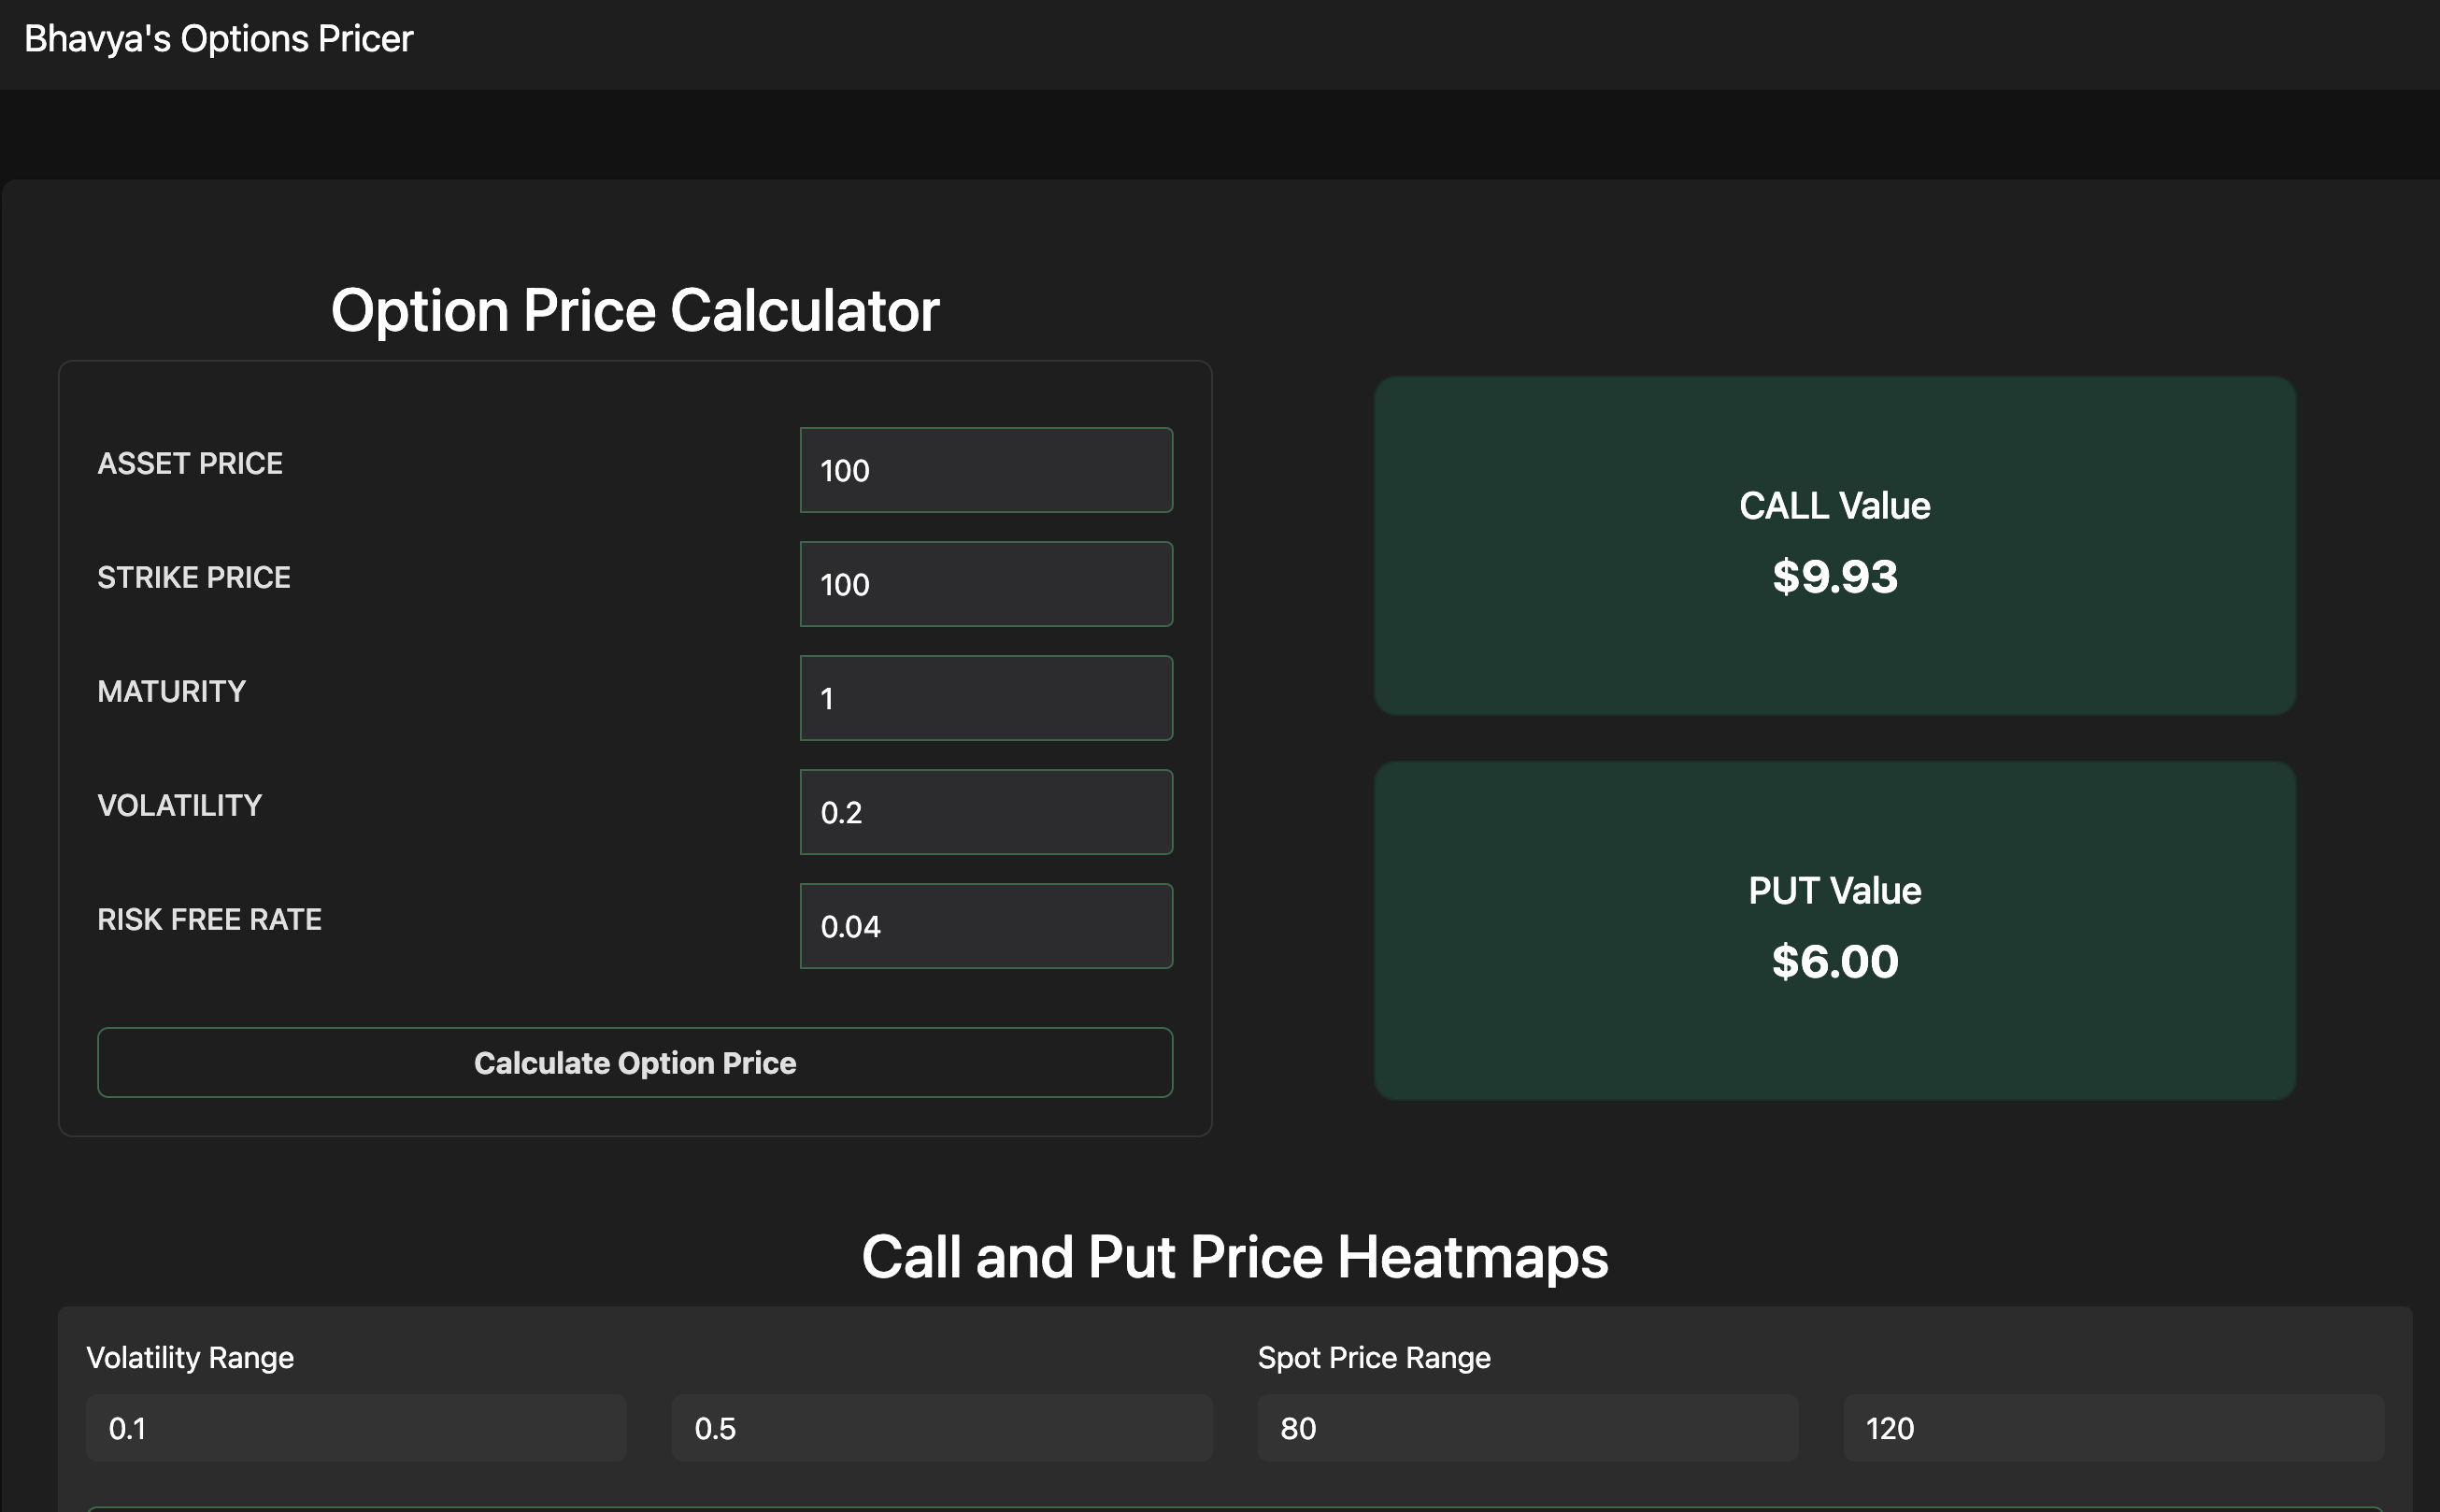 Bhavya's Options Pricer
Option Price Calculator
ASSET PRICE
100
STRIKE PRICE
100
MATURITY
1
VOLATILITY
0.2
RISK FREE RATE
0.04
Calculate Option Price
CALL Value
$9.93
PUT Value
$6.00
Call and Put Price Heatmaps
Volatility Range
0.1
0.5
Spot Price Range
80
120